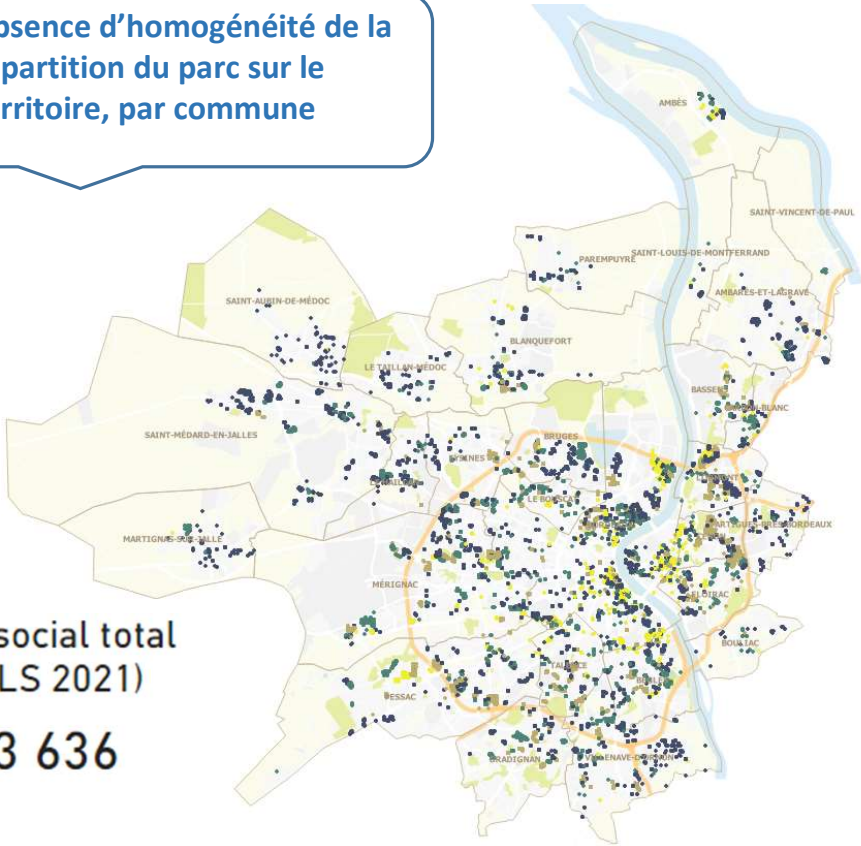 bsence d’homogénéité de la
partition du parc sur le
rritoire, par commune
AMBÈS
SAINT-VINCENT-DE-PAUL
SAINT-LOUIS-DE-MONTFERRAND
PAREMPUYRE
AMBARÈS-ET-LAGRAVE
SAINT-AUBIN-DE-MÉDOC
BLANQUEFORT
LE TAILLAN-MÉDOC
BASSENS
SAINT-MÉDARD-EN-JALLES
BRUGES
LE BOUSCAT
MARTIGNAS-SUR-JALLE
MÉRIGNAC
FLOIRAC
BOULIAC
social total
LS 2021)
TALENCE
PESSAC
3 636
GRADIGNAN
VILLENAVE-D'ORNON